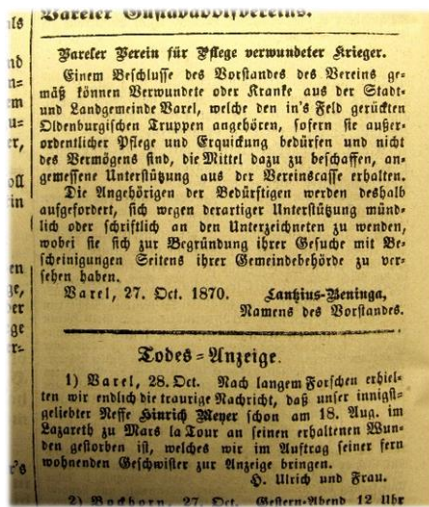 Vareler Gustavadolfvereins.
Vareler Verein für Pflege verwundeter Krieger.
Einem Beschlusse des Vorstandes des Vereins ge-
mäß können Verwundete oder Kranke aus der Stadt-
und Landgemeinde Varel, welche den in's Feld gerückten
Oldenburgischen Truppen angehören, sofern sie außer-
ordentlicher Pflege und Erquickung bedürfen und nicht
des Vermögens sind, die Mittel dazu zu beschaffen, an-
gemessene Unterstützung aus der Vereinscasse erhalten.
Die Angehörigen der Bedürftigen werden deshalb
aufgefordert, sich wegen derartiger Unterstützung münd-
lich oder schriftlich an den Unterzeichneten zu wenden,
wobei sie sich zur Begründung ihrer Gesuche mit Be-
scheinigungen Seitens ihrer Gemeindebehörde zu ver-
sehen haben.
Varel, 27. Oct. 1870. Lantzius-Beninga,
Namens des Vorstandes.
Todes-Anzeige.
1) Varel, 28. Oct. Nach langem Forschen erhiel-
ten wir endlich die traurige Nachricht, daß unser innigst-
geliebter Neffe Hinrich Meyer schon am 18. Aug. im
Lazareth zu Mars la Tour an seinen erhaltenen Wun-
den gestorben ist, welches wir im Auftrag seiner fern
wohnenden Geschwister zur Anzeige bringen.
H. Ulrich und Frau.
2) Bockhorn, 27. Oct. Gestern-Abend 12 Uhr